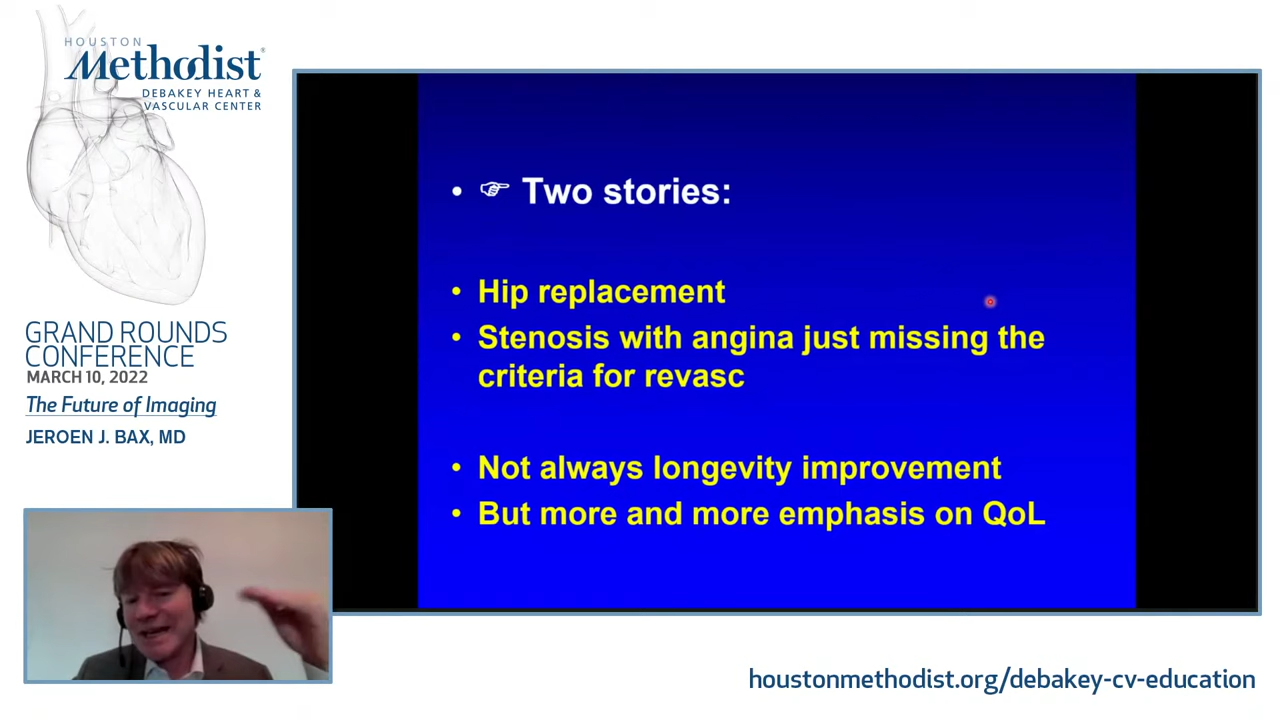 HOUSTON
Methodist®
DEBAKEY HEART &
VASCULAR CENTER
GRAND ROUNDS
CONFERENCE
MARCH 10, 2022
The Future of Imaging
JEROEN J. BAX, MD
• ☞ Two stories:
• Hip replacement
• Stenosis with angina just missing the
criteria for revasc
• Not always longevity improvement
• But more and more emphasis on QoL
houstonmethodist.org/debakey-cv-education